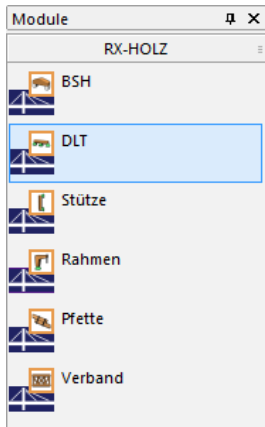 Module
RX-HOLZ
BSH
DLT
Stütze
Rahmen
Pfette
Verband